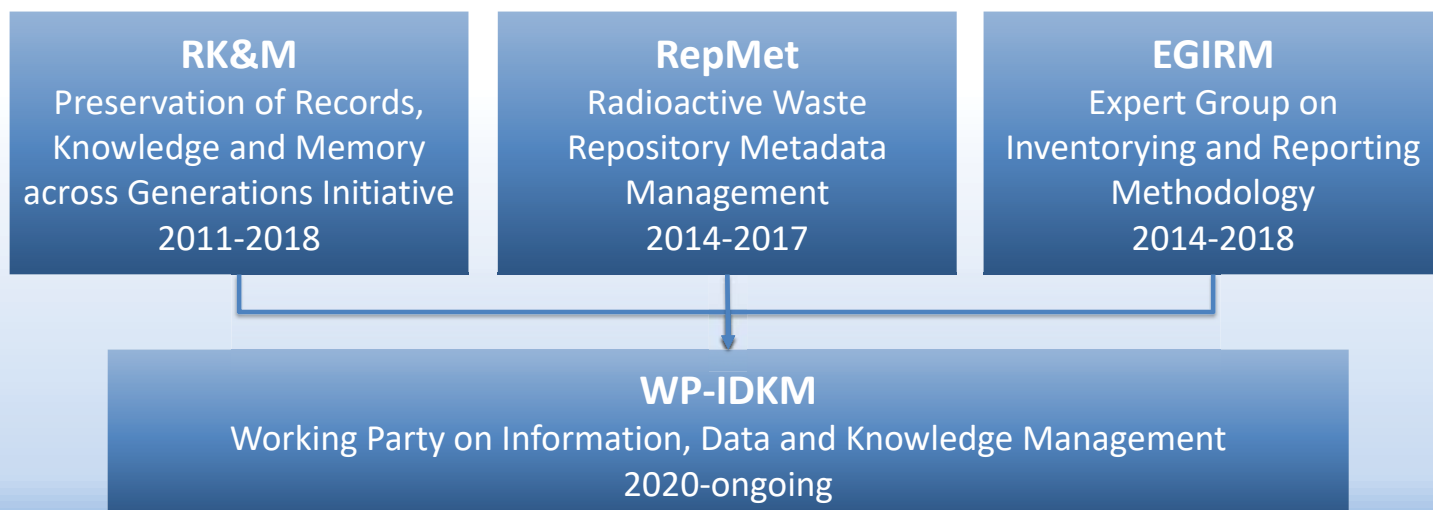 RK&M
Preservation of Records,
Knowledge and Memory
across Generations Initiative
2011-2018
RepMet
Radioactive Waste
Repository Metadata
Management
2014-2017
EGIRM
Expert Group on
Inventorying and Reporting
Methodology
2014-2018
WP-IDKM
Working Party on Information, Data and Knowledge Management
2020-ongoing